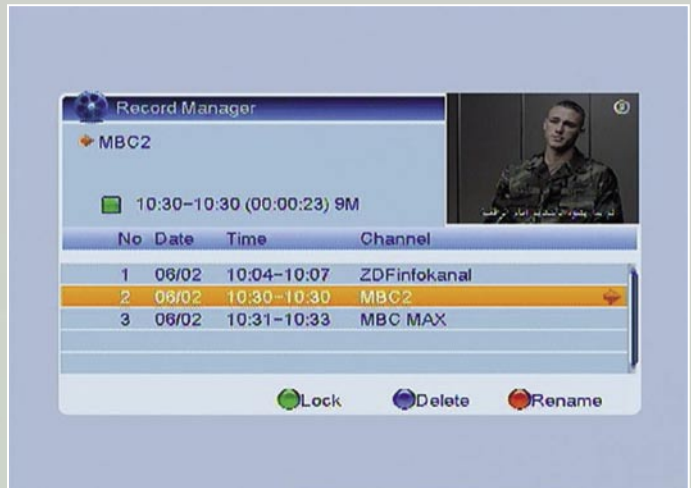 Record Manager
MBC2
10:30-10:30 (00:00:23) 9M
No Date Time Channel
1 06/02 10:04-10:07 ZDFinfokanal
2 06/02 10:30-10:30 MBC2
3 06/02 10:31-10:33 MBC MAX
Lock Delete Rename